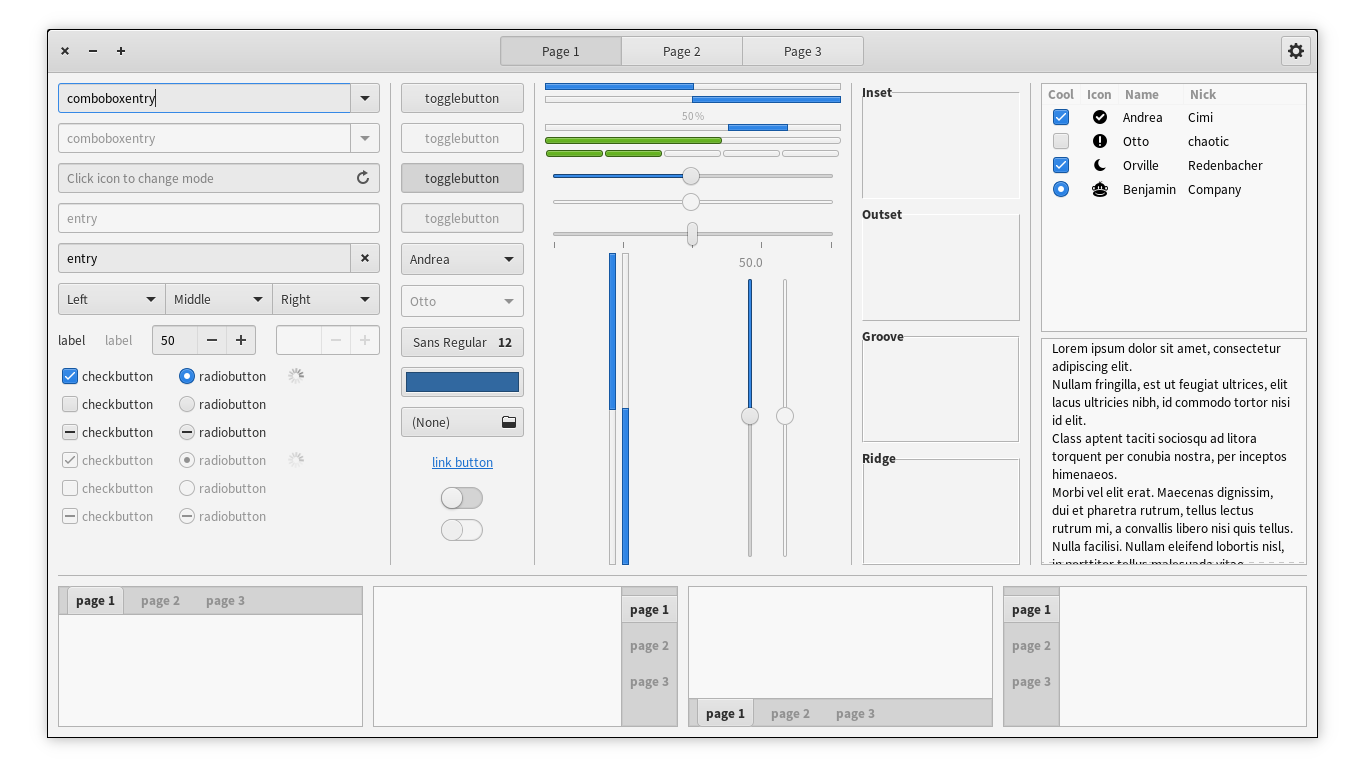 Page 1
Page 2
Page 3
comboboxentry
comboboxentry
Click icon to change mode
entry
entry
Left
Middle
Right
label
label
50
checkbutton
radiobutton
checkbutton
radiobutton
checkbutton
radiobutton
checkbutton
radiobutton
checkbutton
radiobutton
checkbutton
radiobutton
togglebutton
togglebutton
togglebutton
togglebutton
Andrea
Otto
Sans Regular 12
(None)
link button
50 %
50.0
Inset
Outset
Groove
Ridge
Cool Icon Name Nick
Andrea Cimi
Otto chaotic
Orville Redenbacher
Benjamin Company
Lorem ipsum dolor sit amet, consectetur
adipiscing elit.
Nullam fringilla, est ut feugiat ultrices, elit
lacus ultricies nibh, id commodo tortor nisi
id elit.
Class aptent taciti sociosqu ad litora
torquent per conubia nostra, per inceptos
himenaeos.
Morbi vel elit erat. Maecenas dignissim,
dui et pharetra rutrum, tellus lectus
rutrum mi, a convallis libero nisi quis tellus.
Nulla facilisi. Nullam eleifend lobortis nisl,
in porttitor tellus malesuada vitae.
page 1
page 2
page 3
page 1
page 2
page 3
page 1
page 2
page 3
page 1
page 2
page 3